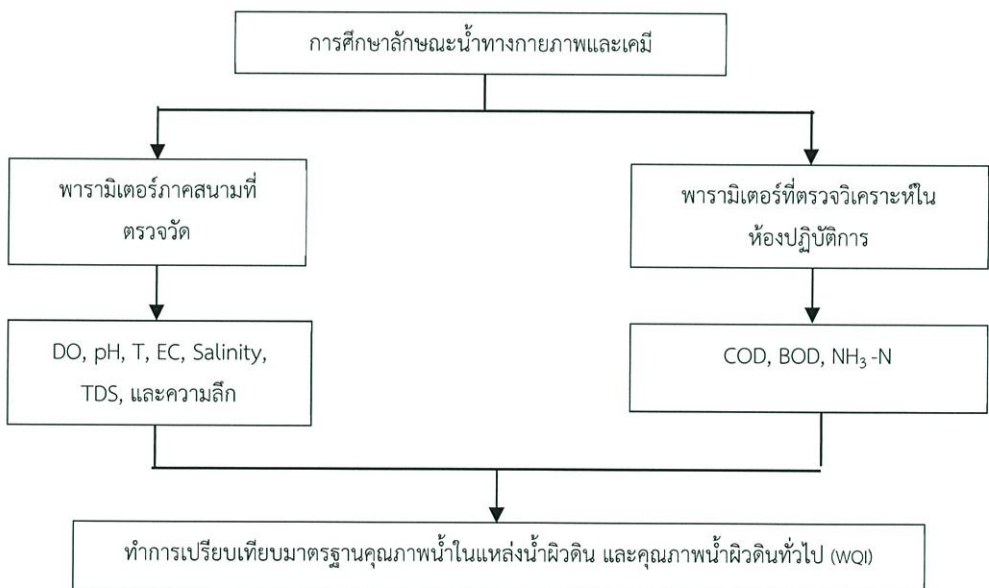 การศึกษาลักษณะน้ำทางกายภาพและเคมี
พารามิเตอร์ภาคสนามที่
ตรวจวัด
พารามิเตอร์ที่ตรวจวิเคราะห์ใน
ห้องปฏิบัติการ
DO, pH, T, EC, Salinity,
TDS, และความลึก
COD, BOD, NH₃ -N
ทำการเปรียบเทียบมาตรฐานคุณภาพน้ำในแหล่งน้ำผิวดิน และคุณภาพน้ำผิวดินทั่วไป (WQI)